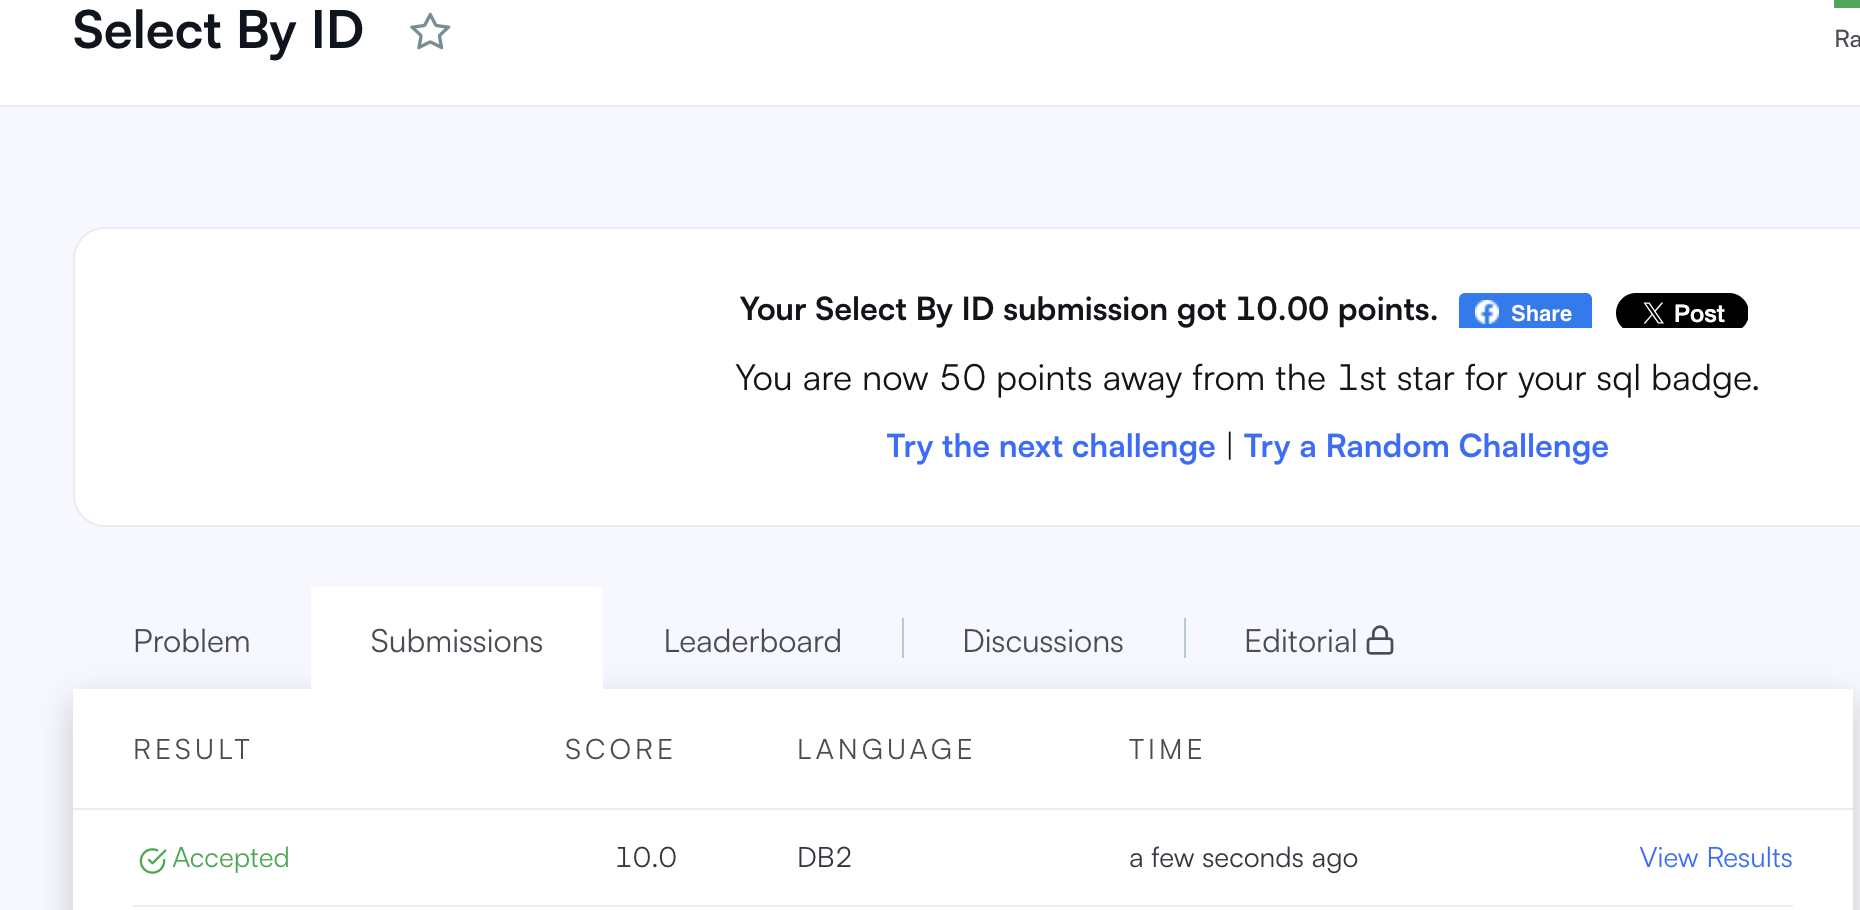 Select By ID
Ra
Your Select By ID submission got 10.00 points. Share X Post
You are now 50 points away from the 1st star for your sql badge.
Try the next challenge | Try a Random Challenge
Problem Submissions Leaderboard Discussions Editorial
RESULT SCORE LANGUAGE TIME
Accepted 10.0 DB2 a few seconds ago View Results